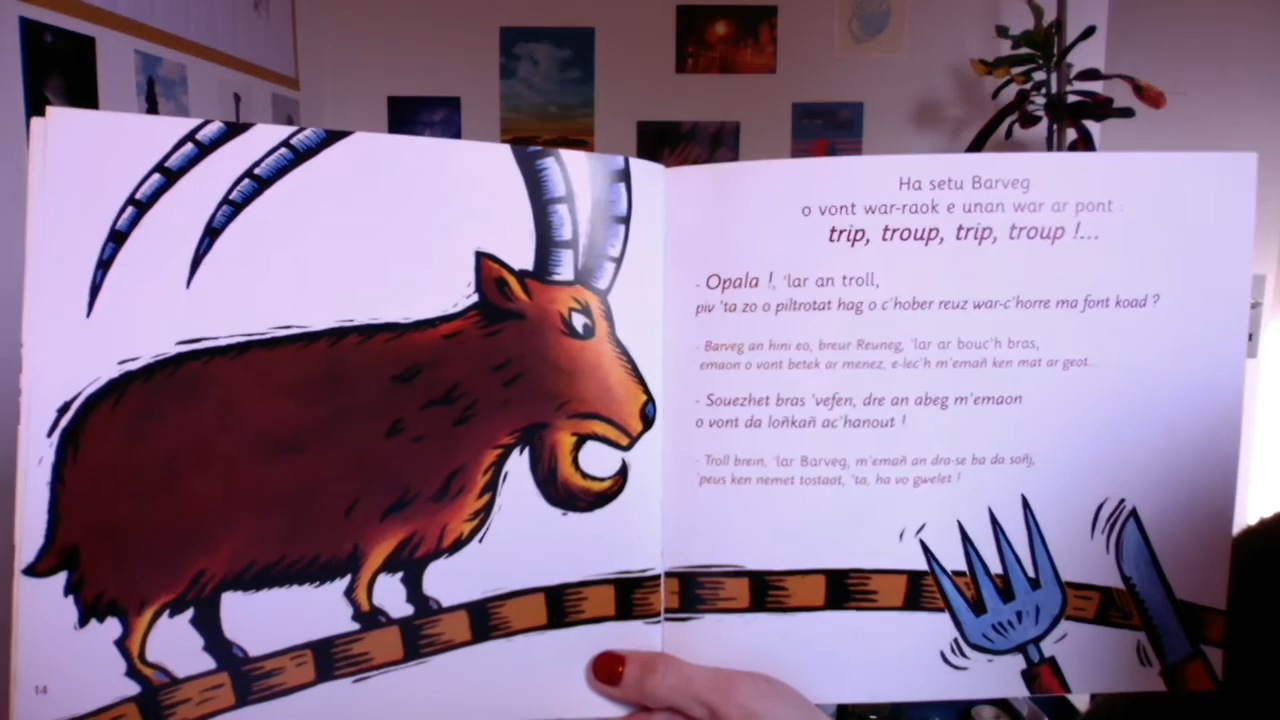 Ha setu Barveg
o vont war-raok e unan war ar pont :
trip, troup, trip, troup !...
- Opala !, 'lar an troll,
piv 'ta zo o piltrotat hag o c'hober reuz war-c'horre ma font koad ?
- Barveg an hini eo, breur Reuneg, 'lar ar bouc'h bras,
emaon o vont betek ar menez, e-lec'h m'emañ ken mat ar geot.
- Souezhet bras 'vefen, dre an abeg m'emaon
o vont da loñkañ ac'hanout !
- Troll brein, 'lar Barveg, m'emañ an dra-se ba da soñj,
'peus ken nemet tostaat, 'ta, ha vo gwelet !
14